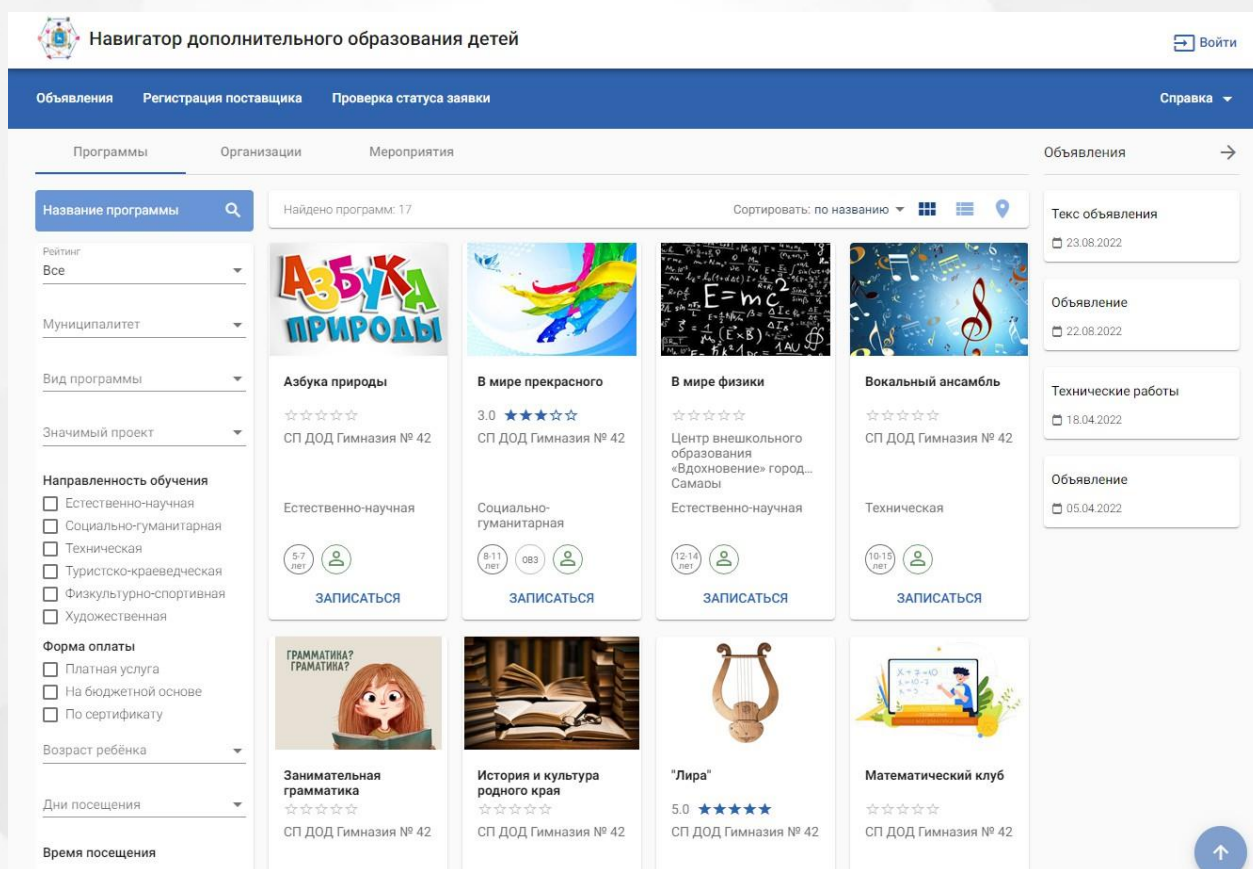 Навигатор дополнительного образования детей
Войти
Объявления Регистрация поставщика Проверка статуса заявки Справка
Программы Организации Мероприятия
Название программы
Рейтинг
Все
Муниципалитет
Вид программы
Значимый проект
Направленность обучения
Естественно-научная
Социально-гуманитарная
Техническая
Туристско-краеведческая
Физкультурно-спортивная
Художественная
Форма оплаты
Платная услуга
На бюджетной основе
По сертификату
Возраст ребёнка
Дни посещения
Время посещения
Найдено программ: 17
Сортировать: по названию
АЗБУКА
ПРИРОДЫ
Азбука природы
СП ДОД Гимназия № 42
Естественно-научная
5-7
лет
ЗАПИСАТЬСЯ
В мире прекрасного
3.0
СП ДОД Гимназия № 42
Социально-
гуманитарная
8-11
лет
ОВЗ
ЗАПИСАТЬСЯ
E=mc²
В мире физики
Центр внешкольного
образования
«Вдохновение» город...
Самары
Естественно-научная
12-14
лет
ЗАПИСАТЬСЯ
Вокальный ансамбль
СП ДОД Гимназия № 42
Техническая
10-15
лет
ЗАПИСАТЬСЯ
ГРАММАТИКА?
ГРАМАТИКА?
Занимательная
грамматика
СП ДОД Гимназия № 42
История и культура
родного края
СП ДОД Гимназия № 42
"Лира"
5.0
СП ДОД Гимназия № 42
Математический клуб
СП ДОД Гимназия № 42
Объявления
Текс объявления
23.08.2022
Объявление
22.08.2022
Технические работы
18.04.2022
Объявление
05.04.2022